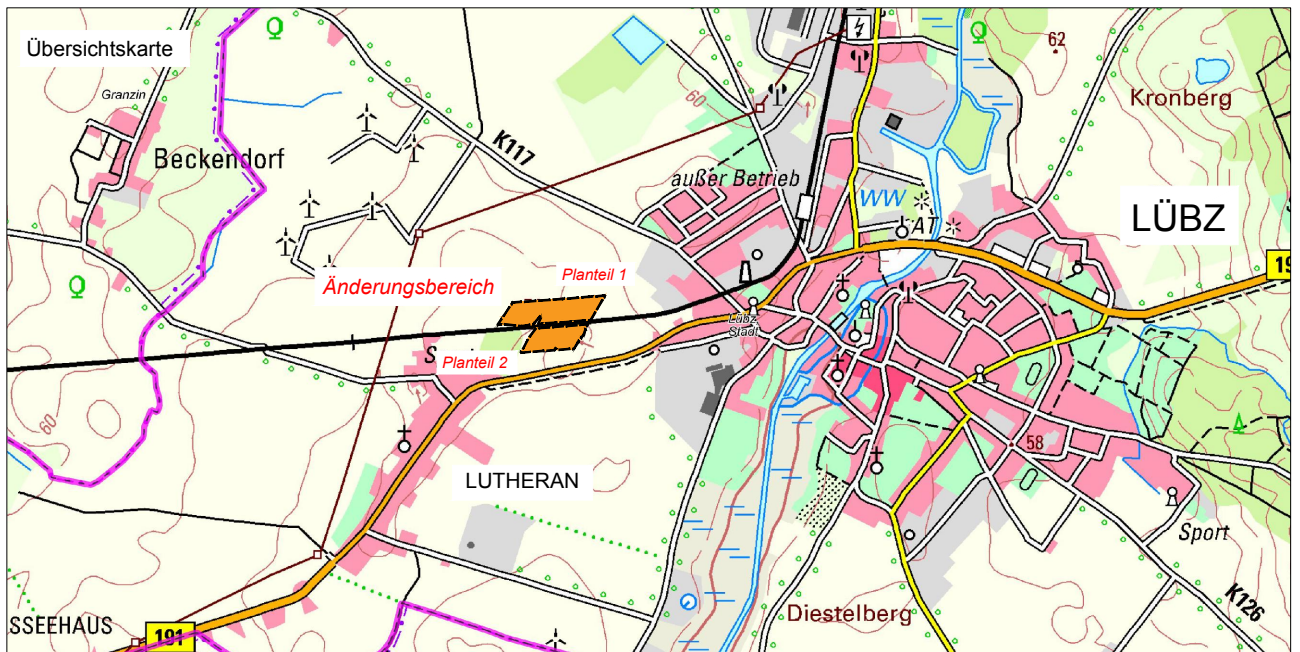 Übersichtskarte
Granzin
Beckendorf
K117
60
62
Kronberg
außer Betrieb
WW
AT
LÜBZ
Änderungsbereich
Planteil 1
Planteil 2
Lübz
Stadt
60
58
LUTHERAN
Sport
K126
Diestelberg
SSEEHAUS
191